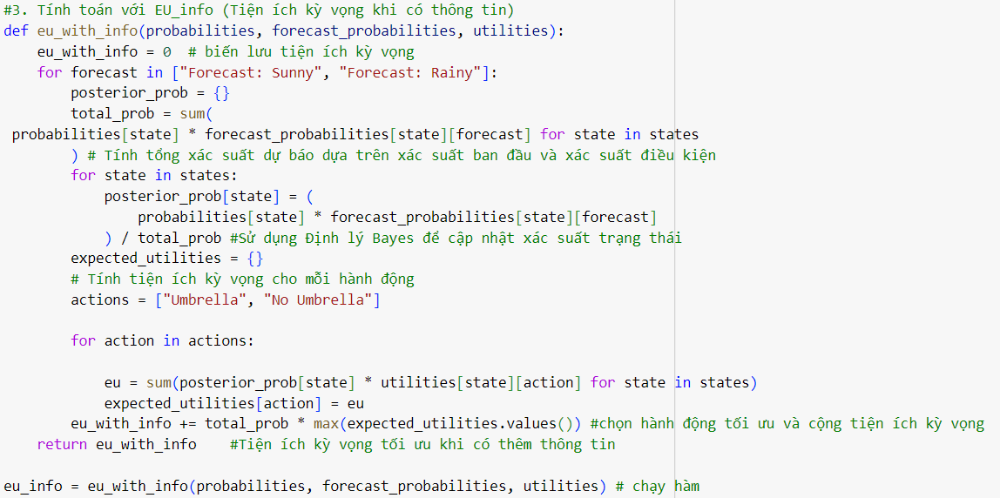 #3. Tính toán với EU_info (Tiện ích kỳ vọng khi có thông tin)
def eu_with_info(probabilities, forecast_probabilities, utilities):
    eu_with_info = 0  # biến lưu tiện ích kỳ vọng
    for forecast in ["Forecast: Sunny", "Forecast: Rainy"]:
        posterior_prob = {}
        total_prob = sum(
 probabilities[state] * forecast_probabilities[state][forecast] for state in states
        ) # Tính tổng xác suất dự báo dựa trên xác suất ban đầu và xác suất điều kiện
        for state in states:
            posterior_prob[state] = (
                probabilities[state] * forecast_probabilities[state][forecast]
            ) / total_prob #Sử dụng Định lý Bayes để cập nhật xác suất trạng thái
        expected_utilities = {}
        # Tính tiện ích kỳ vọng cho mỗi hành động
        actions = ["Umbrella", "No Umbrella"]
        for action in actions:
            eu = sum(posterior_prob[state] * utilities[state][action] for state in states)
            expected_utilities[action] = eu
        eu_with_info += total_prob * max(expected_utilities.values()) #chọn hành động tối ưu và cộng tiện ích kỳ vọng
    return eu_with_info    #Tiện ích kỳ vọng tối ưu khi có thêm thông tin
eu_info = eu_with_info(probabilities, forecast_probabilities, utilities) # chạy hàm